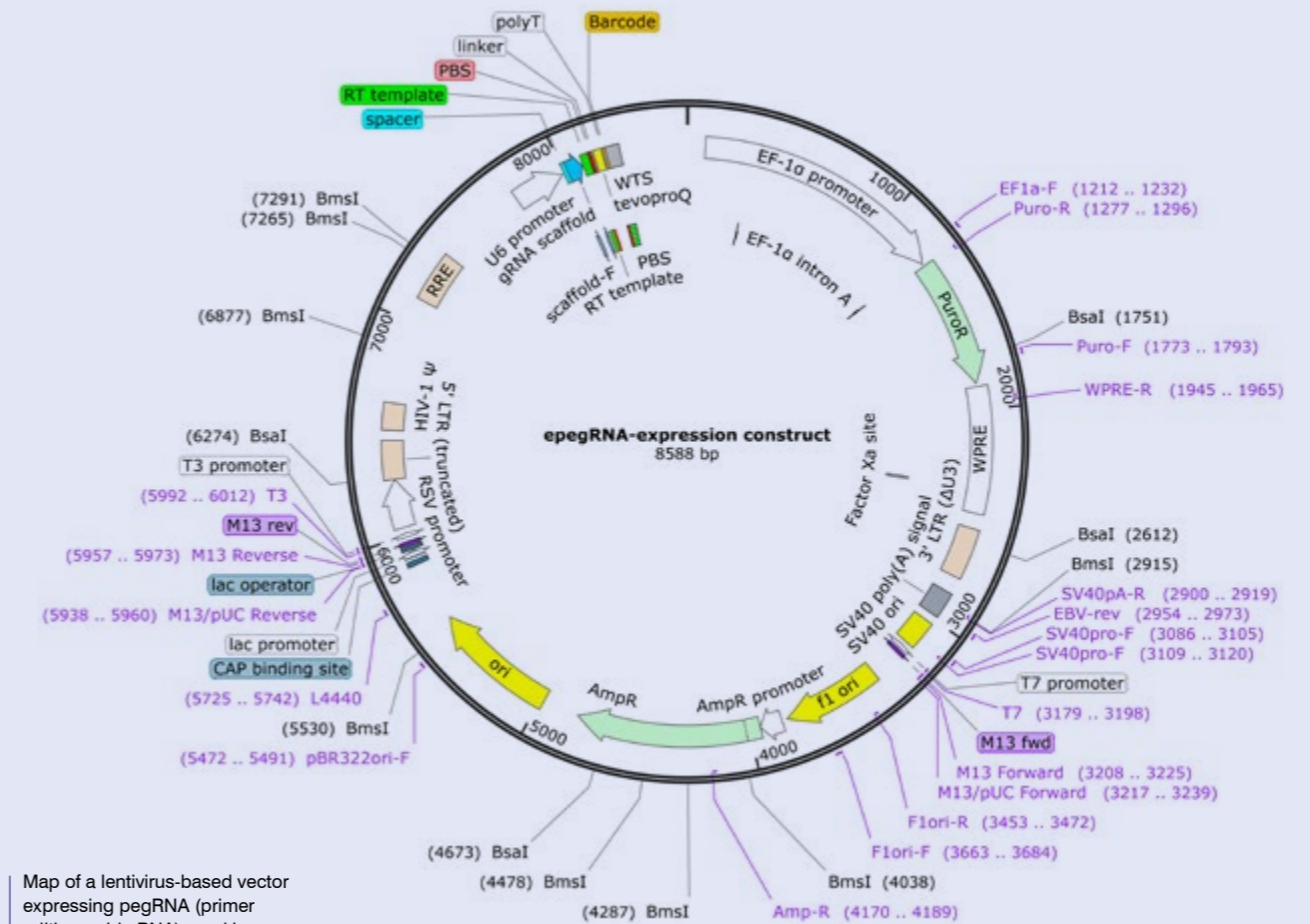 polyT
Barcode
linker
PBS
RT template
spacer
8000
(7291) BmsI
(7265) BmsI
U6 promoter
gRNA scaffold
WTS
tevoproQ
scaffold-F
RT template
PBS
RRE
(6877) BmsI
7000
EF-1α promoter
1000
EF-1α intron A
EF1a-F (1212 .. 1232)
Puro-R (1277 .. 1296)
PuroR
BsaI (1751)
Puro-F (1773 .. 1793)
2000
WPRE-R (1945 .. 1965)
WPRE
epegRNA-expression construct
8588 bp
Factor Xa site
HIV-1 Ψ
5' LTR (truncated)
RSV promoter
(6274) BsaI
T3 promoter
(5992 .. 6012) T3
M13 rev
(5957 .. 5973) M13 Reverse
6000
lac operator
(5938 .. 5960) M13/pUC Reverse
lac promoter
CAP binding site
(5725 .. 5742) L4440
(5530) BmsI
(5472 .. 5491) pBR322ori-F
3' LTR (ΔU3)
SV40 poly(A) signal
SV40 ori
BsaI (2612)
BmsI (2915)
SV40pA-R (2900 .. 2919)
EBV-rev (2954 .. 2973)
3000
SV40pro-F (3086 .. 3105)
SV40pro-F (3109 .. 3120)
T7 promoter
T7 (3179 .. 3198)
M13 fwd
M13 Forward (3208 .. 3225)
M13/pUC Forward (3217 .. 3239)
F1ori-R (3453 .. 3472)
F1ori-F (3663 .. 3684)
ori
AmpR
AmpR promoter
f1 ori
5000
4000
(4673) BsaI
(4478) BmsI
(4287) BmsI
BmsI (4038)
Amp-R (4170 .. 4189)
Map of a lentivirus-based vector
expressing pegRNA (primer